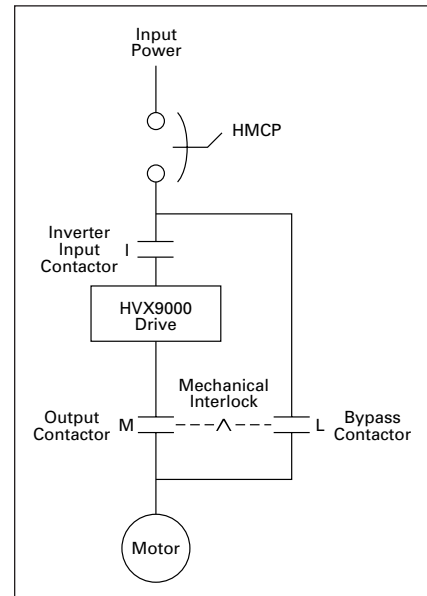 Input
Power
HMCP
Inverter
Input
Contactor
I
HVX9000
Drive
Mechanical
Interlock
Output
Contactor
M
L
Bypass
Contactor
Motor